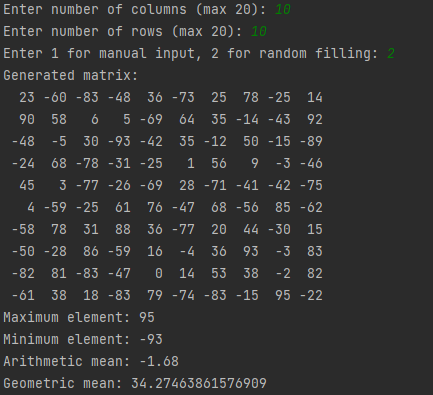 Enter number of columns (max 20): 10
Enter number of rows (max 20): 10
Enter 1 for manual input, 2 for random filling: 2
Generated matrix:
  23 -60 -83 -48  36 -73  25  78 -25  14
  90  58   6   5 -69  64  35 -14 -43  92
 -48  -5  30 -93 -42  35 -12  50 -15 -89
 -24  68 -78 -31 -25   1  56   9  -3 -46
  45   3 -77 -26 -69  28 -71 -41 -42 -75
   4 -59 -25  61  76 -47  68 -56  85 -62
 -58  78  31  88  36 -77  20  44 -30  15
 -50 -28  86 -59  16  -4  36  93  -3  83
 -82  81 -83 -47   0  14  53  38  -2  82
 -61  38  18 -83  79 -74 -83 -15  95 -22
Maximum element: 95
Minimum element: -93
Arithmetic mean: -1.68
Geometric mean: 34.27463861576909